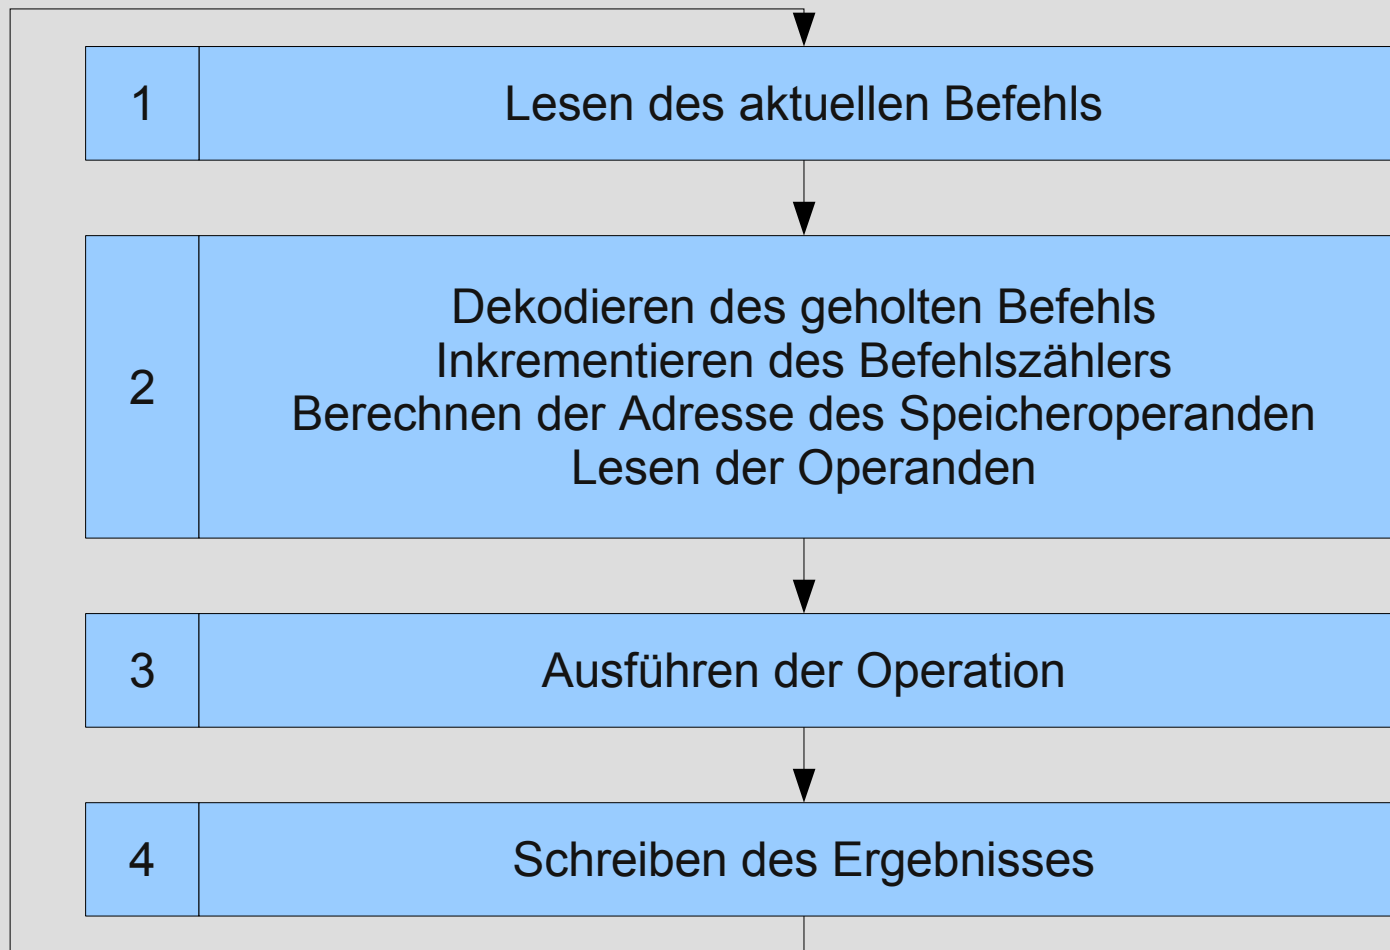 1
Lesen des aktuellen Befehls
2
Dekodieren des geholten Befehls
Inkrementieren des Befehlszählers
Berechnen der Adresse des Speicheroperanden
Lesen der Operanden
3
Ausführen der Operation
4
Schreiben des Ergebnisses